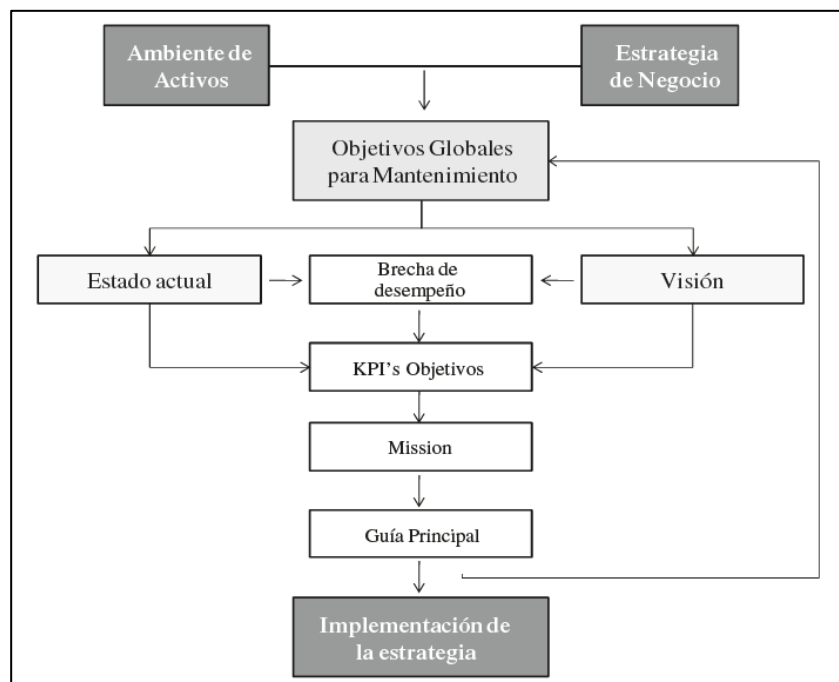 Ambiente de
Activos
Estrategia
de Negocio
Objetivos Globales
para Mantenimiento
Estado actual
Brecha de
desempeño
Visión
KPI's Objetivos
Mission
Guía Principal
Implementación de
la estrategia